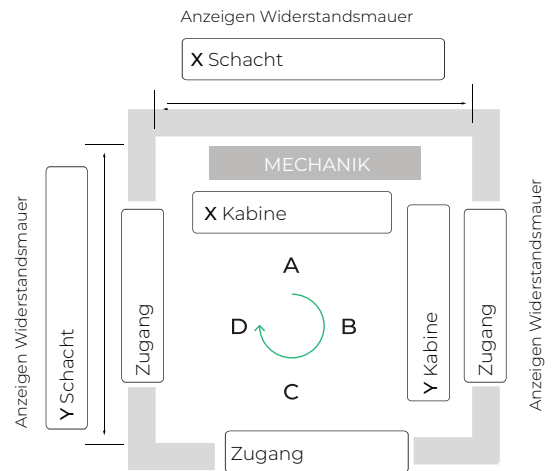 Anzeigen Widerstandsmauer
X Schacht
MECHANIK
X Kabine
Anzeigen Widerstandsmauer
Y Schacht
Zugang
A
D
B
C
Y Kabine
Zugang
Anzeigen Widerstandsmauer
Zugang